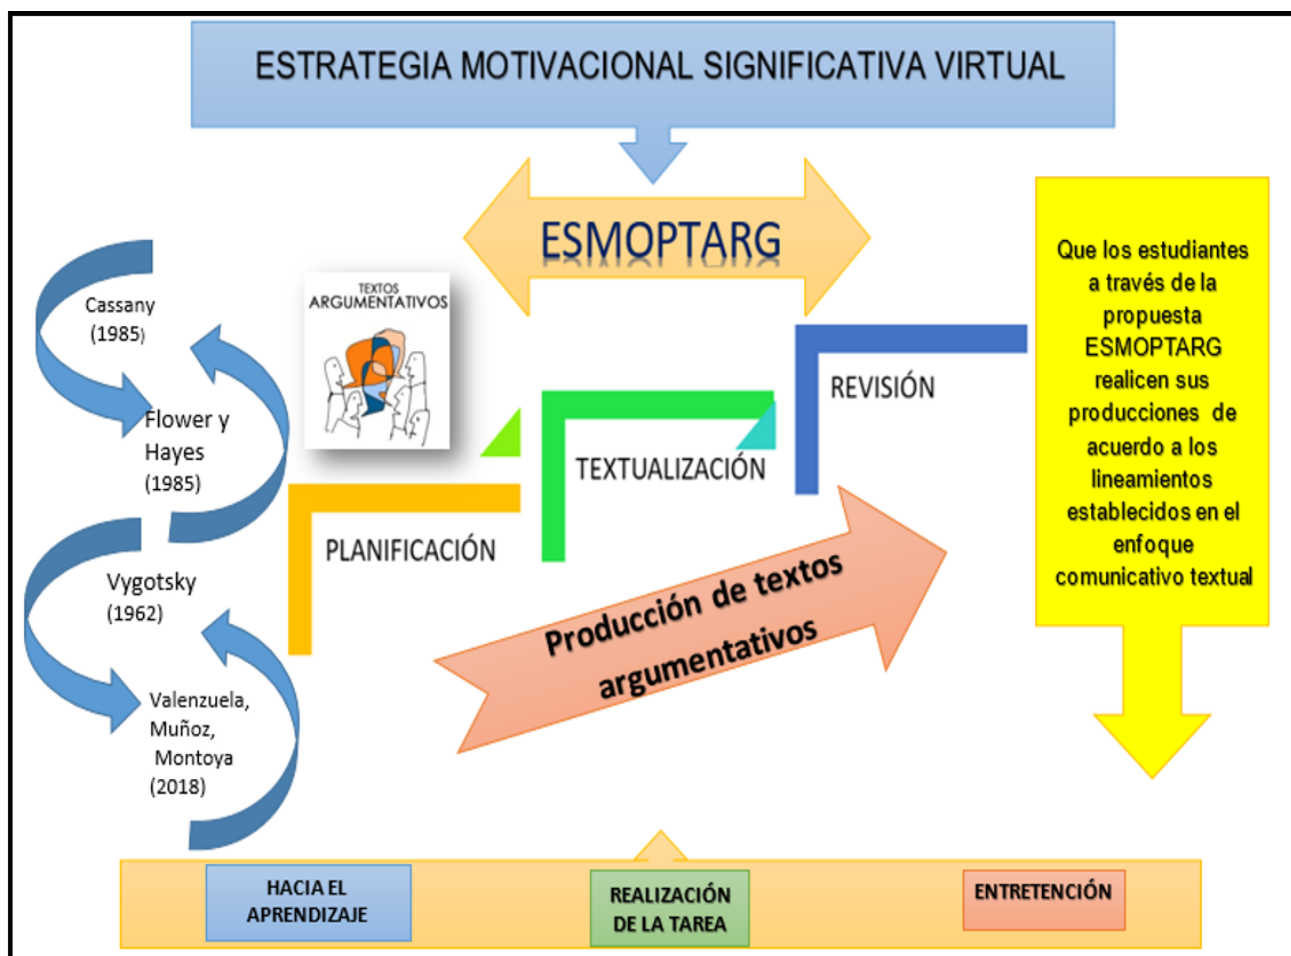 ESTRATEGIA MOTIVACIONAL SIGNIFICATIVA VIRTUAL
ESMOPTARG
Cassany
(1985)
Flower y
Hayes
(1985)
Vygotsky
(1962)
Valenzuela,
Muñoz,
Montoya
(2018)
TEXTOS
ARGUMENTATIVOS
PLANIFICACIÓN
TEXTUALIZACIÓN
REVISIÓN
Producción de textos
argumentativos
Que los estudiantes
a través de la
propuesta
ESMOPTARG
realicen sus
producciones de
acuerdo a los
lineamientos
establecidos en el
enfoque
comunicativo textual
HACIA EL
APRENDIZAJE
REALIZACIÓN
DE LA TAREA
ENTRETENCIÓN